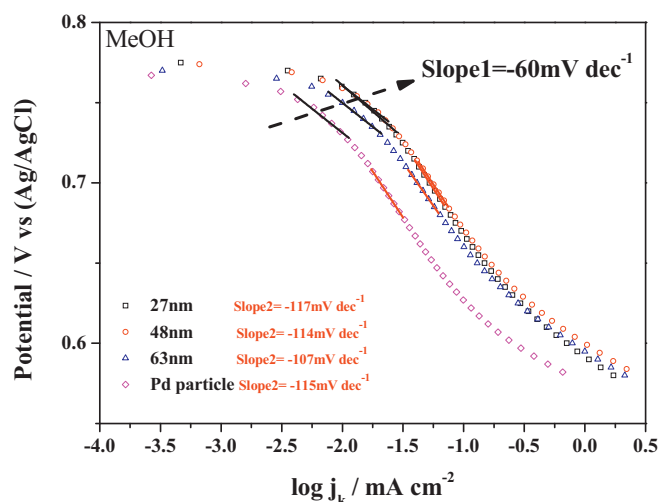 MeOH
Slope1=-60mV dec⁻¹
0.8
0.7
0.6
Potential / V vs (Ag/AgCl)
27nm Slope2= -117mV dec⁻¹
48nm Slope2= -114mV dec⁻¹
63nm Slope2= -107mV dec⁻¹
Pd particle Slope2= -115mV dec⁻¹
-4.0 -3.5 -3.0 -2.5 -2.0 -1.5 -1.0 -0.5 0.0 0.5
log jₖ / mA cm⁻²